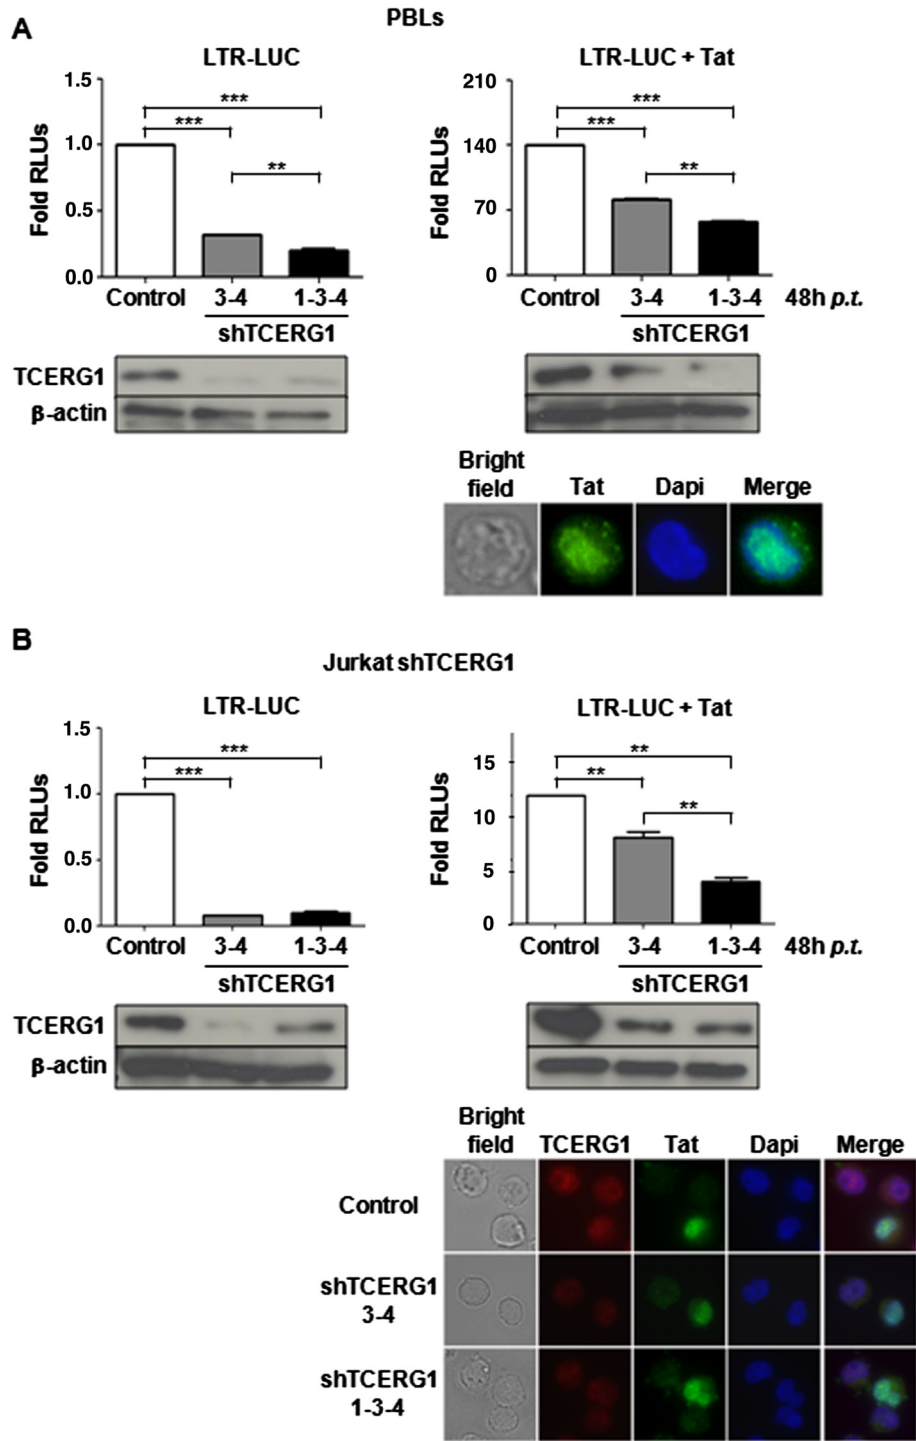 A
PBLs
LTR-LUC
Fold RLUs
1.5
1.0
0.5
0.0
***
***
**
Control 3-4 1-3-4
shTCERG1
LTR-LUC + Tat
Fold RLUs
210
140
70
0
***
***
**
Control 3-4 1-3-4 48h p.t.
shTCERG1
TCERG1
β-actin
Bright field Tat Dapi Merge
B
Jurkat shTCERG1
LTR-LUC
Fold RLUs
1.5
1.0
0.5
0.0
***
***
Control 3-4 1-3-4
shTCERG1
LTR-LUC + Tat
Fold RLUs
15
10
5
0
**
**
**
Control 3-4 1-3-4 48h p.t.
shTCERG1
TCERG1
β-actin
Bright field TCERG1 Tat Dapi Merge
Control
shTCERG1
3-4
shTCERG1
1-3-4